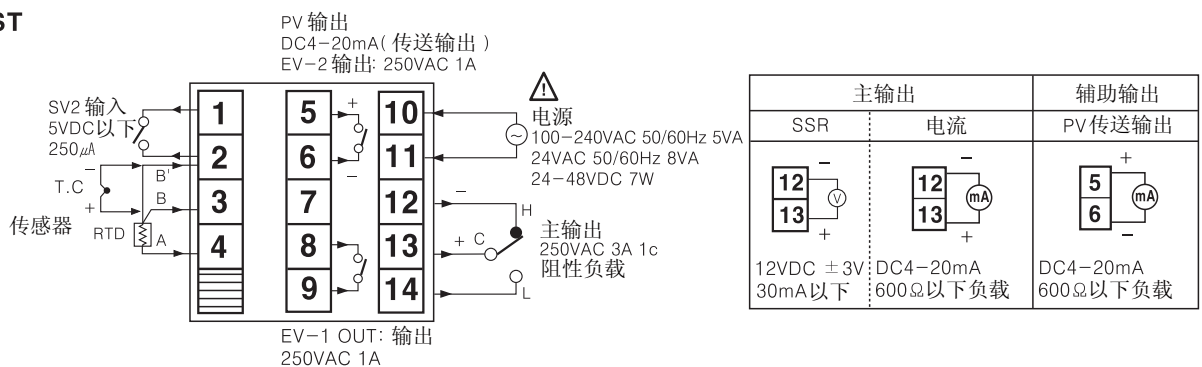 ST
PV 输出
DC4-20mA( 传送输出 )
EV-2 输出: 250VAC 1A
SV2 输入
5VDC以下
250μA
T.C
-
+
B'
B
A
RTD
传感器
1
2
3
4
5
6
7
8
9
10
11
12
13
14
+
-
电源
100-240VAC 50/60Hz 5VA
24VAC 50/60Hz 8VA
24-48VDC 7W
-
H
+ C
L
主输出
250VAC 3A 1c
阻性负载
EV-1 OUT: 输出
250VAC 1A
主输出 辅助输出
SSR 电流 PV传送输出
- - +
12 12 5
V mA mA
13 13 6
+ + -
12VDC ±3V DC4-20mA DC4-20mA
30mA以下 600Ω以下负载 600Ω以下负载